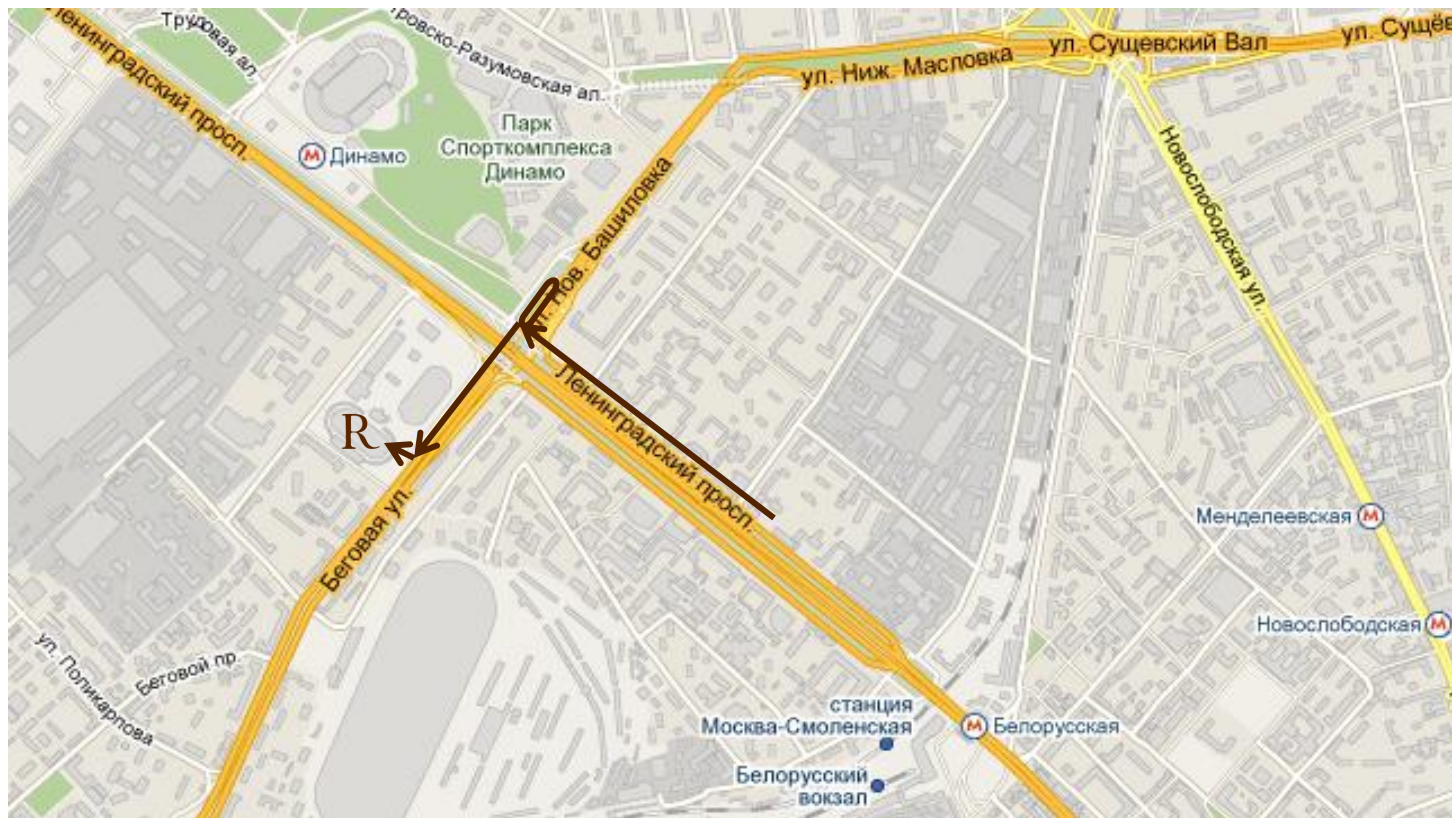 Ленинградский просп.
Трудовая ал.
тровско-Разумовская ал.
ул. Ниж. Масловка
ул. Сущевский Вал
ул. Сущёв
Динамо
Парк
Спорткомплекса
Динамо
ул. Нов. Башиловка
Новослободская ул.
Ленинградский просп.
R
Беговая ул.
Менделеевская
Новослободская
ул. Поликарпова
Беговой пр.
станция
Москва-Смоленская
Белорусская
Белорусский
вокзал